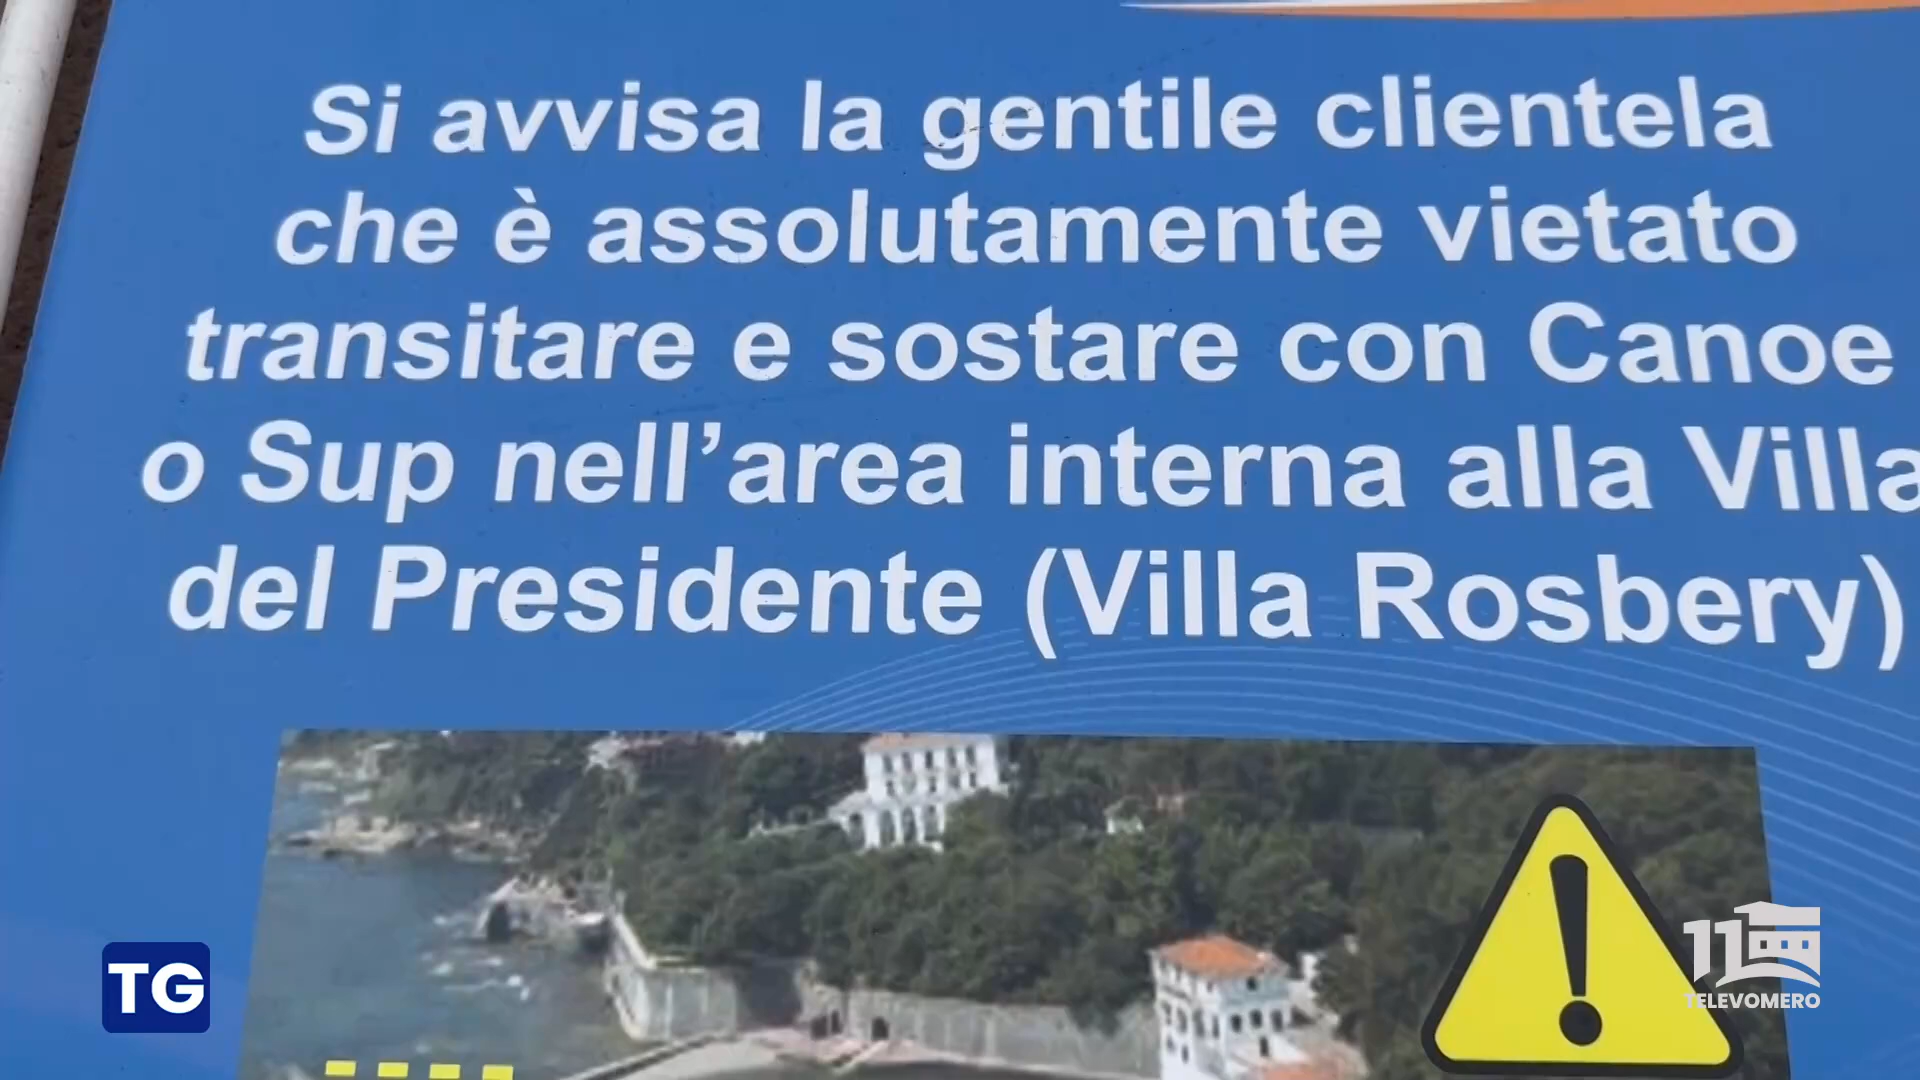 Si avvisa la gentile clientela
che è assolutamente vietato
transitare e sostare con Canoe
o Sup nell'area interna alla Villa
del Presidente (Villa Rosbery)
TG
11
TELEVOMERO